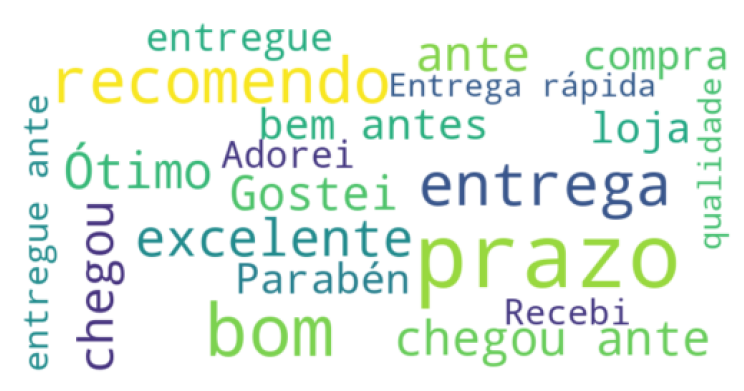 entregue
ante
compra
recomendo
Entrega rápida
bem antes
loja
qualidade
entregue ante
Adorei
Ótimo
Gostei
entrega
chegou
excelente
prazo
Parabén
Recebi
bom
chegou ante